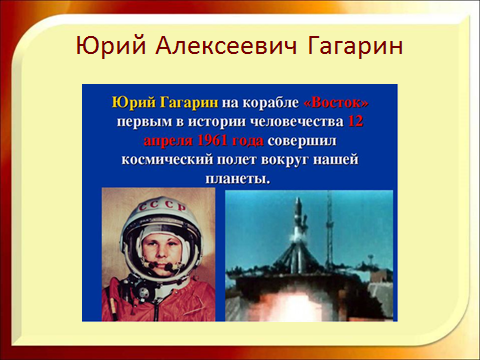 Юрий Алексеевич Гагарин
Юрий Гагарин на корабле «Восток»
первым в истории человечества 12
апреля 1961 года совершил
космический полет вокруг нашей
планеты.
СССР